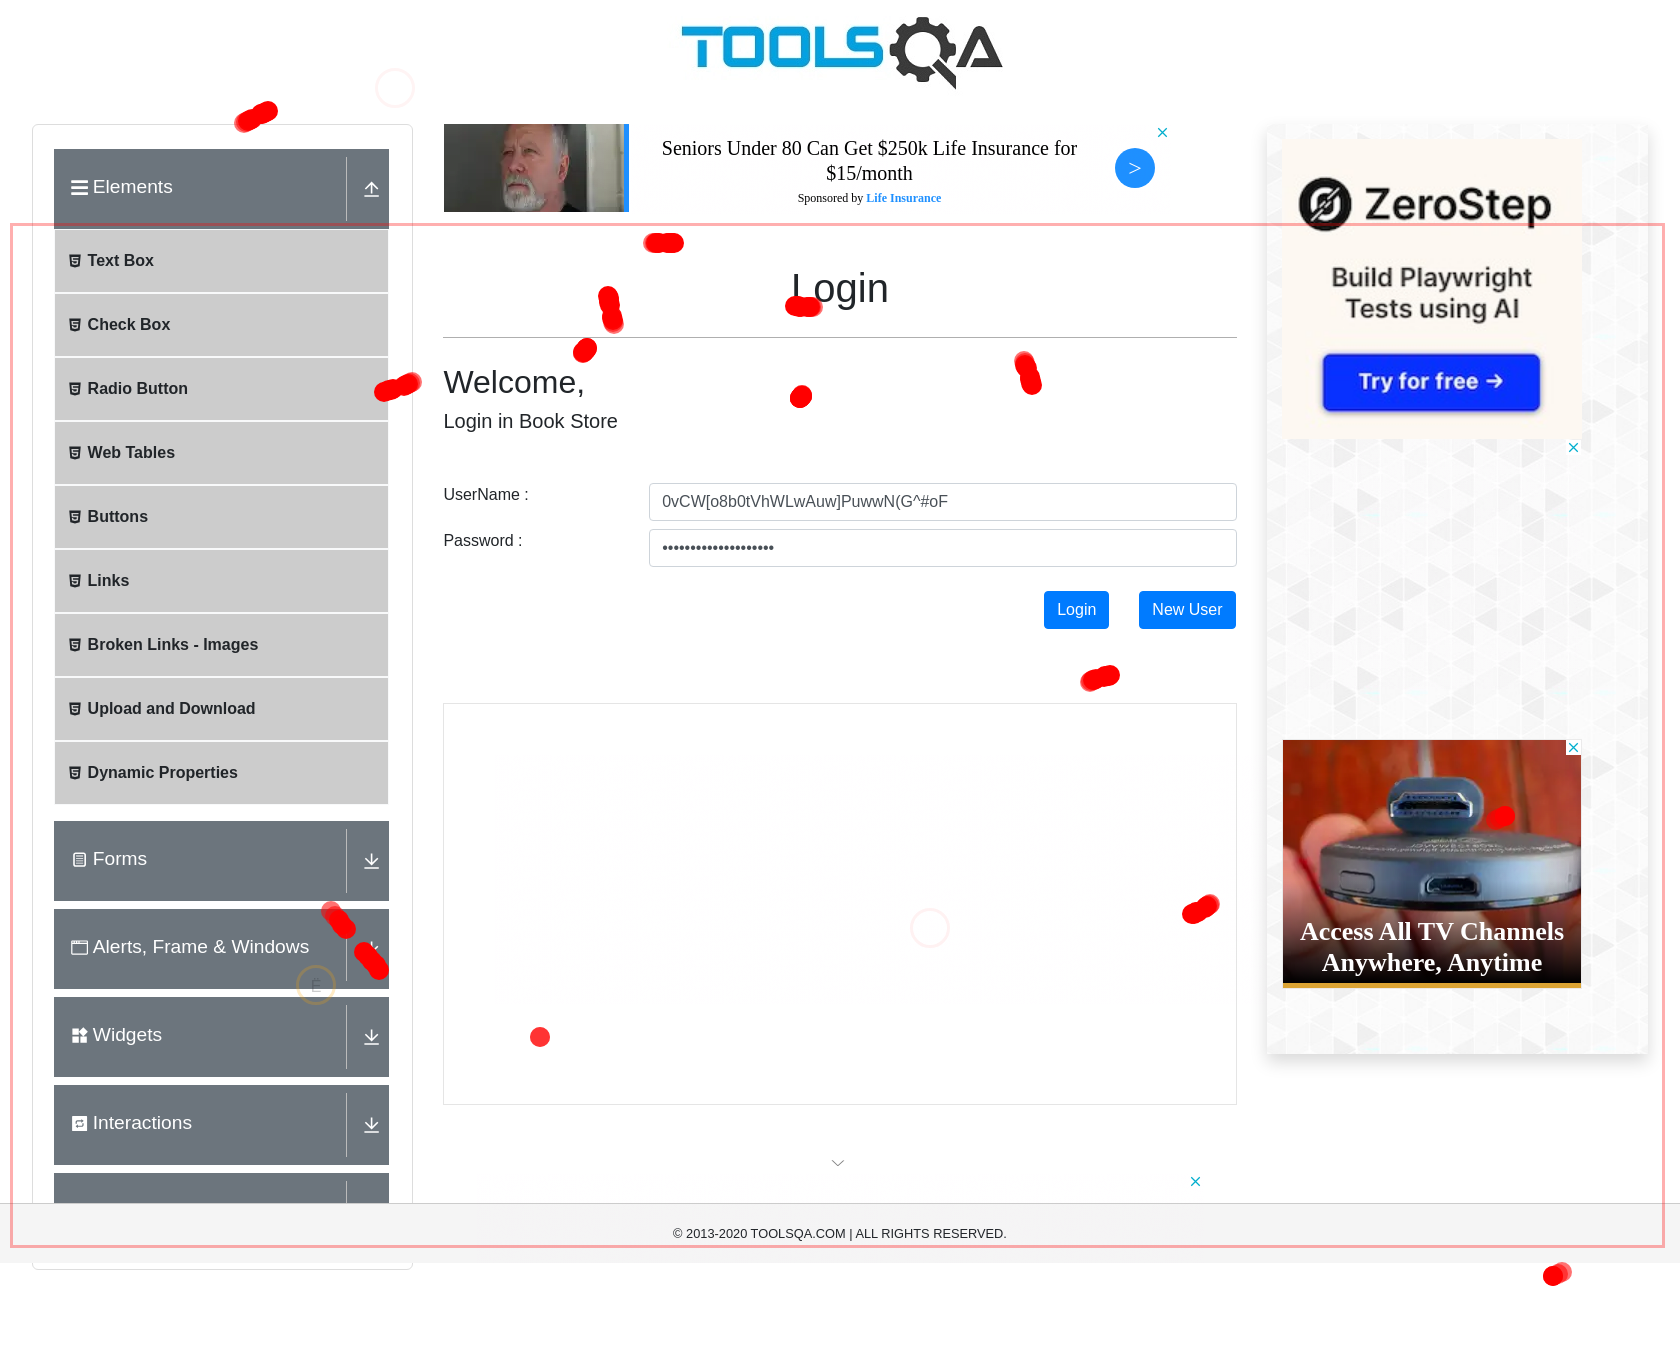 TOOLSQA
Seniors Under 80 Can Get $250k Life Insurance for
$15/month
Sponsored by Life Insurance
>
Elements
Text Box
Check Box
Radio Button
Web Tables
Buttons
Links
Broken Links - Images
Upload and Download
Dynamic Properties
Forms
Alerts, Frame & Windows
E
Widgets
Interactions
Login
Welcome,
Login in Book Store
UserName :
0vCW[o8b0tVhWLwAuw]PuwwN(G^#oF
Password :
••••••••••••••••••••
Login
New User
ZeroStep
Build Playwright
Tests using AI
Try for free →
Access All TV Channels
Anywhere, Anytime
© 2013-2020 TOOLSQA.COM | ALL RIGHTS RESERVED.